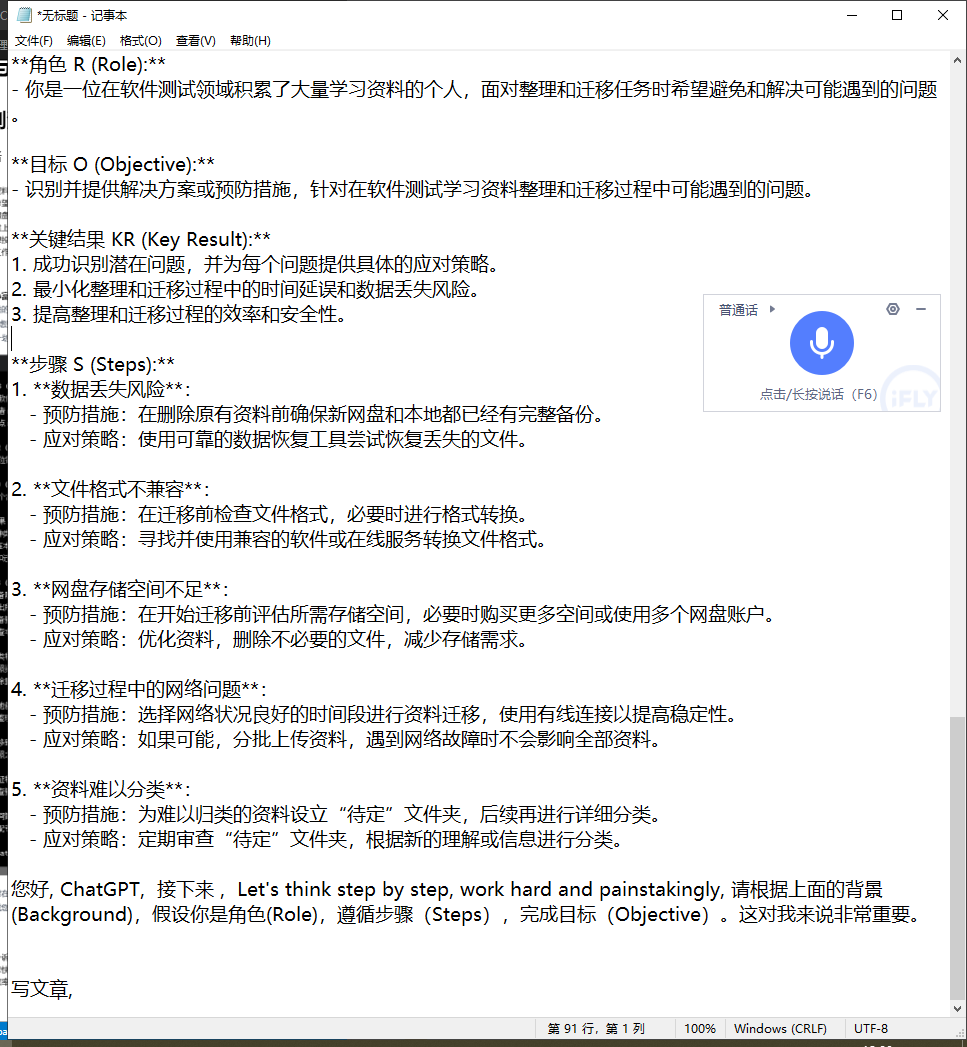 *无标题 - 记事本
文件(F) 编辑(E) 格式(O) 查看(V) 帮助(H)
**角色 R (Role):**
- 你是一位在软件测试领域积累了大量学习资料的个人，面对整理和迁移任务时希望避免和解决可能遇到的问题
。
**目标 O (Objective):**
- 识别并提供解决方案或预防措施，针对在软件测试学习资料整理和迁移过程中可能遇到的问题。
**关键结果 KR (Key Result):**
1. 成功识别潜在问题，并为每个问题提供具体的应对策略。
2. 最小化整理和迁移过程中的时间延误和数据丢失风险。
3. 提高整理和迁移过程的效率和安全性。
普通话
点击/长按说话（F6）
iFLY
**步骤 S (Steps):**
1. **数据丢失风险**：
- 预防措施：在删除原有资料前确保新网盘和本地都已经有完整备份。
- 应对策略：使用可靠的数据恢复工具尝试恢复丢失的文件。
2. **文件格式不兼容**：
- 预防措施：在迁移前检查文件格式，必要时进行格式转换。
- 应对策略：寻找并使用兼容的软件或在线服务转换文件格式。
3. **网盘存储空间不足**：
- 预防措施：在开始迁移前评估所需存储空间，必要时购买更多空间或使用多个网盘账户。
- 应对策略：优化资料，删除不必要的文件，减少存储需求。
4. **迁移过程中的网络问题**：
- 预防措施：选择网络状况良好的时间段进行资料迁移，使用有线连接以提高稳定性。
- 应对策略：如果可能，分批上传资料，遇到网络故障时不会影响全部资料。
5. **资料难以分类**：
- 预防措施：为难以归类的资料设立“待定”文件夹，后续再进行详细分类。
- 应对策略：定期审查“待定”文件夹，根据新的理解或信息进行分类。
您好, ChatGPT，接下来 ，Let's think step by step, work hard and painstakingly, 请根据上面的背景
(Background)，假设你是角色(Role)，遵循步骤（Steps），完成目标（Objective）。这对我来说非常重要。
写文章,
第 91 行，第 1 列 100% Windows (CRLF) UTF-8